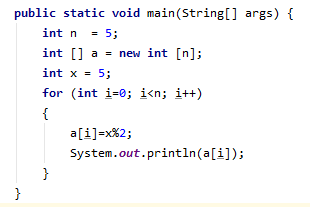 public static void main(String[] args) {
    int n  = 5;
    int [] a = new int [n];
    int x = 5;
    for (int i=0; i<n; i++)
    {
        a[i]=x%2;
        System.out.println(a[i]);
    }
}